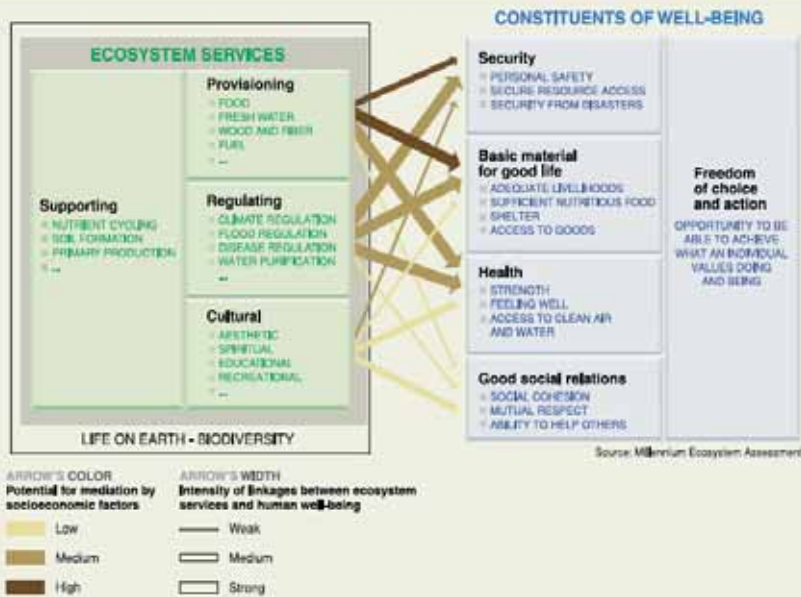 CONSTITUENTS OF WELL-BEING
ECOSYSTEM SERVICES
Supporting
NUTRIENT CYCLING
SOIL FORMATION
PRIMARY PRODUCTION
...
Provisioning
FOOD
FRESH WATER
WOOD AND FIBER
FUEL
...
Regulating
CLIMATE REGULATION
FLOOD REGULATION
DISEASE REGULATION
WATER PURIFICATION
...
Cultural
AESTHETIC
SPIRITUAL
EDUCATIONAL
RECREATIONAL
...
LIFE ON EARTH - BIODIVERSITY
Security
PERSONAL SAFETY
SECURE RESOURCE ACCESS
SECURITY FROM DISASTERS
Basic material
for good life
ADEQUATE LIVELIHOODS
SUFFICIENT NUTRITIOUS FOOD
SHELTER
ACCESS TO GOODS
Health
STRENGTH
FEELING WELL
ACCESS TO CLEAN AIR
AND WATER
Good social relations
SOCIAL COHESION
MUTUAL RESPECT
ABILITY TO HELP OTHERS
Freedom
of choice
and action
OPPORTUNITY TO BE
ABLE TO ACHIEVE
WHAT AN INDIVIDUAL
VALUES DOING
AND BEING
Source: Millennium Ecosystem Assessment
ARROW'S COLOR
Potential for mediation by
socioeconomic factors
Low
Medium
High
ARROW'S WIDTH
Intensity of linkages between ecosystem
services and human well-being
Weak
Medium
Strong